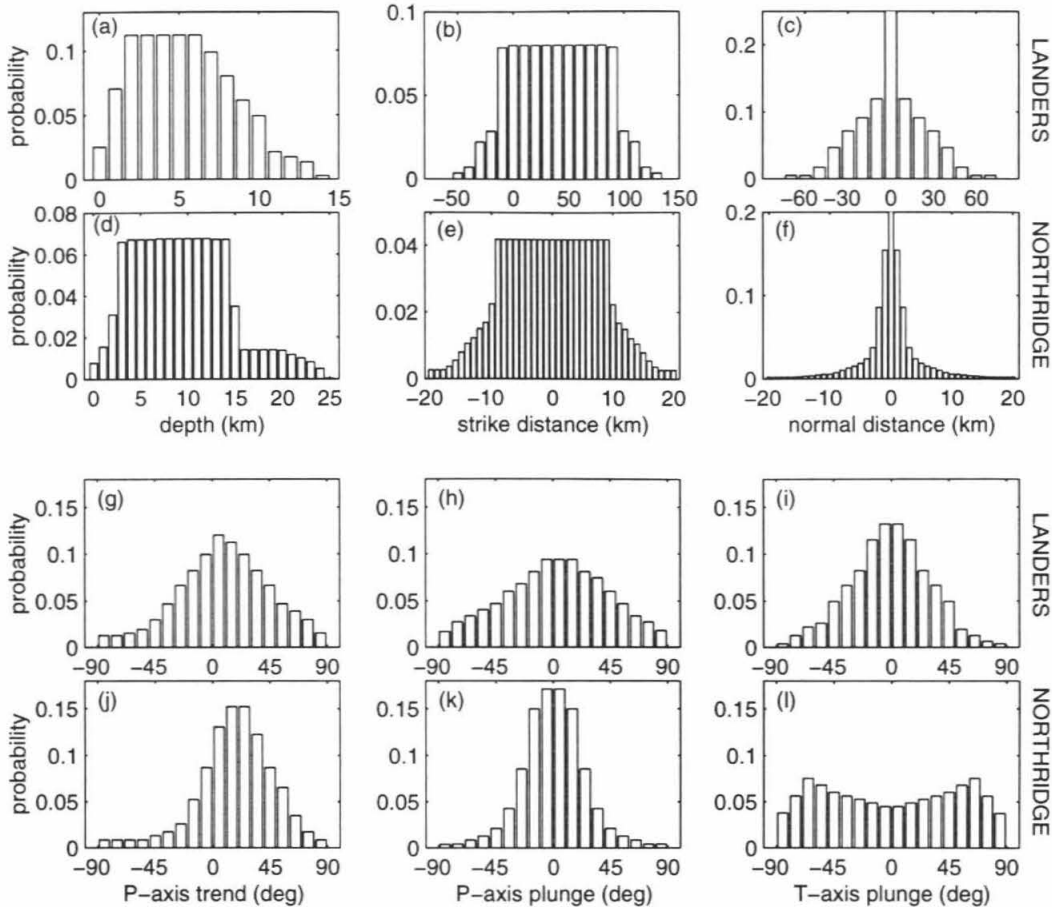 (a) (b) (c)
0.1 0.1 0.2
probability
0.05 0.05 0.1
0 0 0
LANDERS
0 5 10 15 −50 0 50 100 150 −60 −30 0 30 60
(d) (e) (f)
0.08 0.04 0.2
0.06
probability
0.04 0.02 0.1
0.02
0 0 0
NORTHRIDGE
0 5 10 15 20 25 −20 −10 0 10 20 −20 −10 0 10 20
depth (km) strike distance (km) normal distance (km)
(g) (h) (i)
0.15 0.15 0.15
probability
0.1 0.1 0.1
0.05 0.05 0.05
0 0 0
LANDERS
−90 −45 0 45 90 −90 −45 0 45 90 −90 −45 0 45 90
(j) (k) (l)
0.15 0.15 0.15
probability
0.1 0.1 0.1
0.05 0.05 0.05
0 0 0
NORTHRIDGE
−90 −45 0 45 90 −90 −45 0 45 90 −90 −45 0 45 90
P−axis trend (deg) P−axis plunge (deg) T−axis plunge (deg)